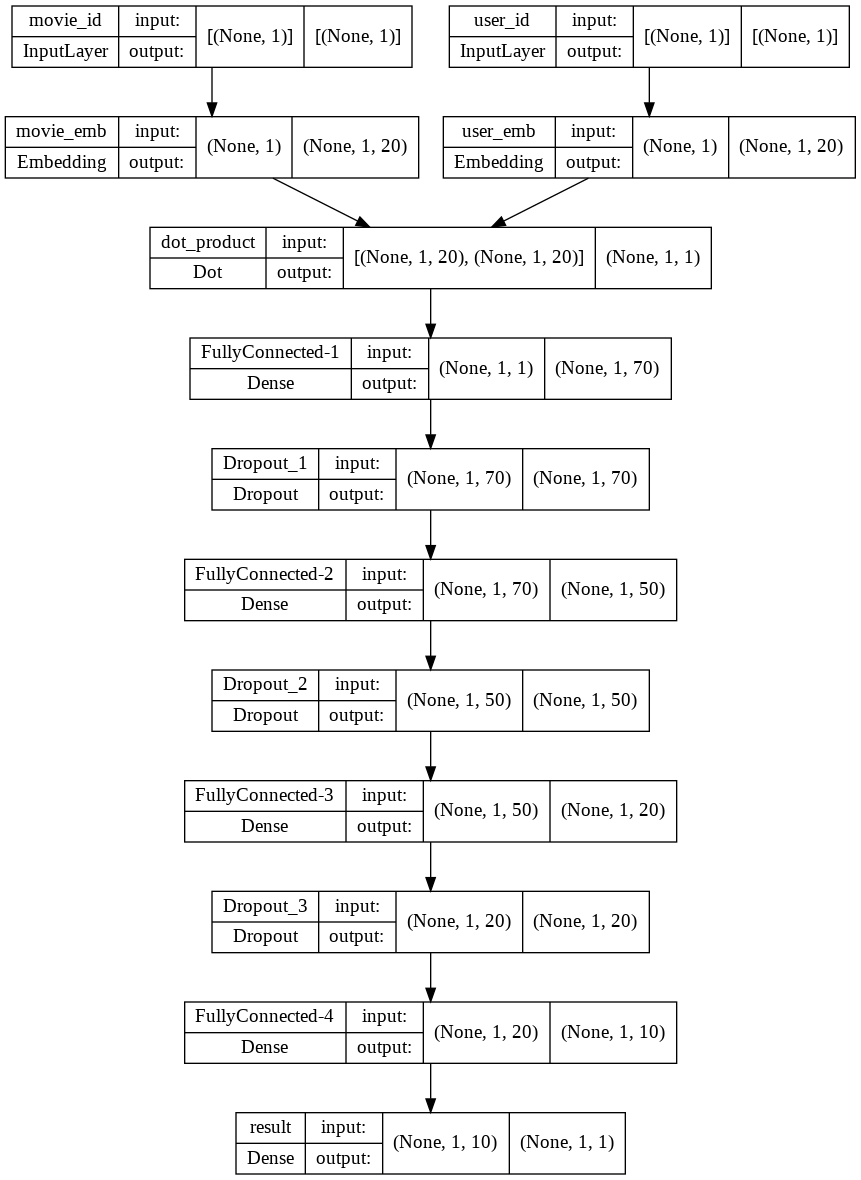 movie_id input: [(None, 1)] [(None, 1)]
InputLayer output:
user_id input: [(None, 1)] [(None, 1)]
InputLayer output:
movie_emb input: (None, 1) (None, 1, 20)
Embedding output:
user_emb input: (None, 1) (None, 1, 20)
Embedding output:
dot_product input: [(None, 1, 20), (None, 1, 20)] (None, 1, 1)
Dot output:
FullyConnected-1 input: (None, 1, 1) (None, 1, 70)
Dense output:
Dropout_1 input: (None, 1, 70) (None, 1, 70)
Dropout output:
FullyConnected-2 input: (None, 1, 70) (None, 1, 50)
Dense output:
Dropout_2 input: (None, 1, 50) (None, 1, 50)
Dropout output:
FullyConnected-3 input: (None, 1, 50) (None, 1, 20)
Dense output:
Dropout_3 input: (None, 1, 20) (None, 1, 20)
Dropout output:
FullyConnected-4 input: (None, 1, 20) (None, 1, 10)
Dense output:
result input: (None, 1, 10) (None, 1, 1)
Dense output: